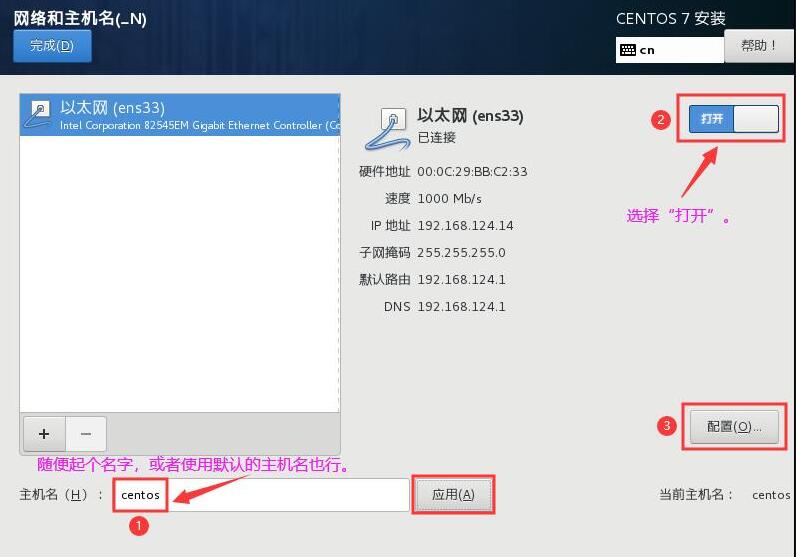 网络和主机名(_N)
CENTOS 7 安装
完成(D)
cn
帮助！
以太网 (ens33)
Intel Corporation 82545EM Gigabit Ethernet Controller (Co
以太网 (ens33)
已连接
2
打开
选择“打开”。
硬件地址 00:0C:29:BB:C2:33
速度 1000 Mb/s
IP 地址 192.168.124.14
子网掩码 255.255.255.0
默认路由 192.168.124.1
DNS 192.168.124.1
+
−
3
配置(O)...
随便起个名字，或者使用默认的主机名也行。
主机名（H）：
centos
应用(A)
当前主机名：
centos
1